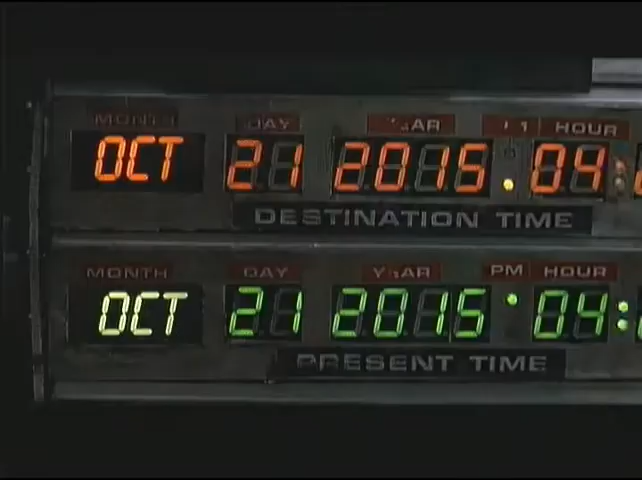 MONTH DAY YEAR HOUR
OCT 21 2015 04
DESTINATION TIME
MONTH DAY YEAR PM HOUR
OCT 21 2015 04:
PRESENT TIME